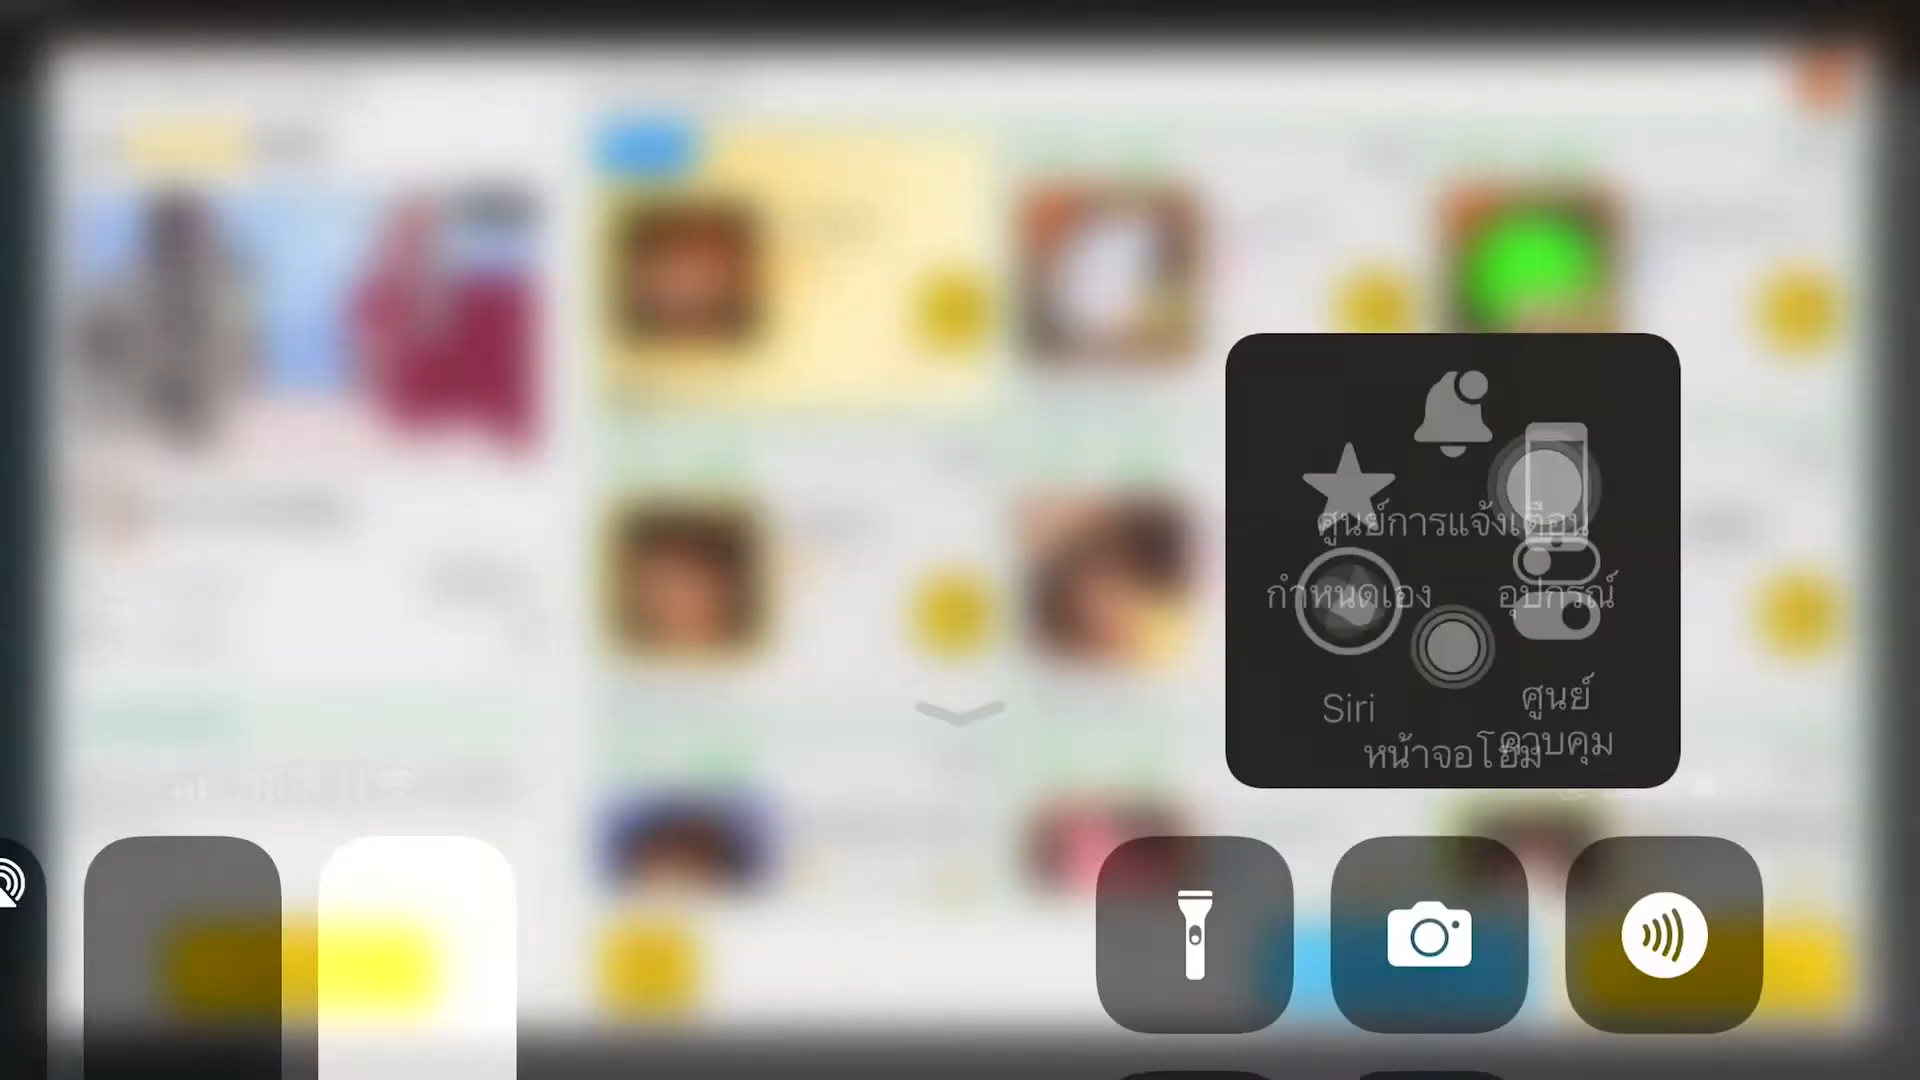 ศูนย์การแจ้งเตือน
กำหนดเอง
อุปกรณ์
Siri
ศูนย์
ควบคุม
หน้าจอโฮม